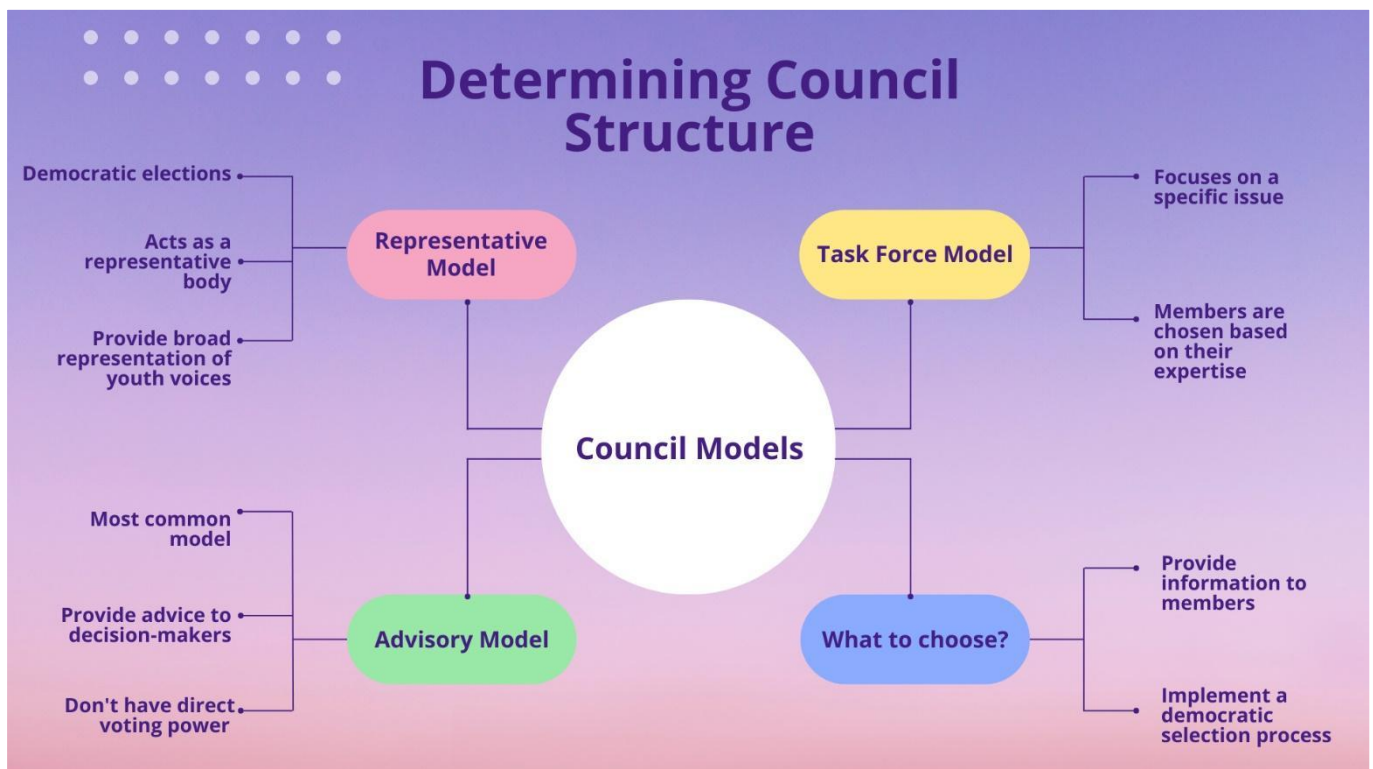 Determining Council
Structure
Democratic elections
Acts as a
representative
body
Provide broad
representation of
youth voices
Representative
Model
Task Force Model
Focuses on a
specific issue
Members are
chosen based
on their
expertise
Council Models
Most common
model
Provide advice to
decision-makers
Don't have direct
voting power
Advisory Model
What to choose?
Provide
information to
members
Implement a
democratic
selection process